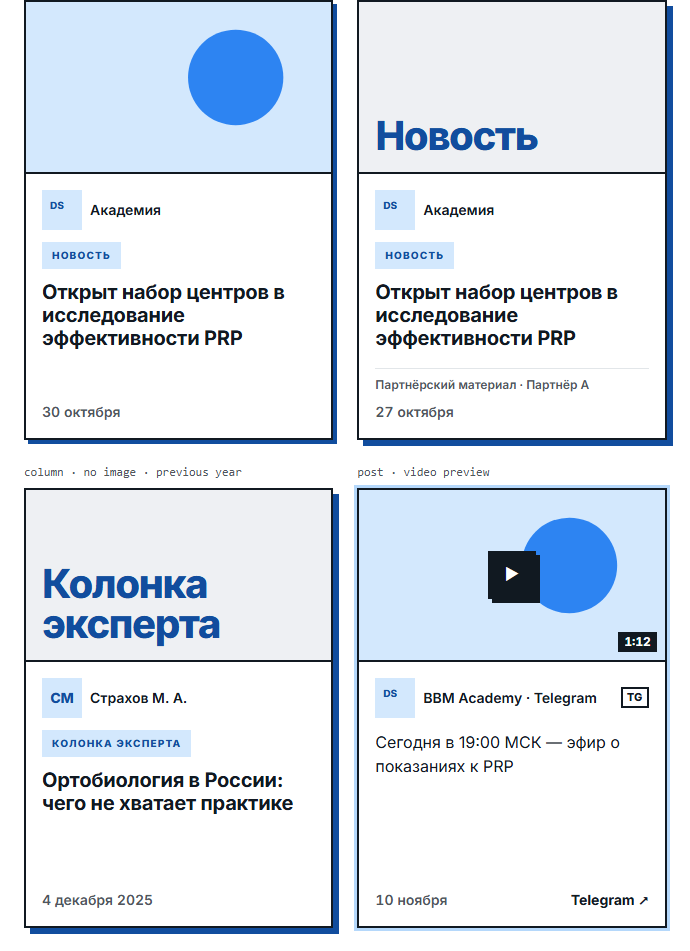 DS
Академия
НОВОСТЬ
Открыт набор центров в
исследование
эффективности PRP
30 октября
Новость
DS
Академия
НОВОСТЬ
Открыт набор центров в
исследование
эффективности PRP
Партнёрский материал · Партнёр А
27 октября
column · no image · previous year
Колонка
эксперта
СМ
Страхов М. А.
КОЛОНКА ЭКСПЕРТА
Ортобиология в России:
чего не хватает практике
4 декабря 2025
post · video preview
1:12
DS
BBM Academy · Telegram
TG
Сегодня в 19:00 МСК — эфир о
показаниях к PRP
10 ноября
Telegram ↗